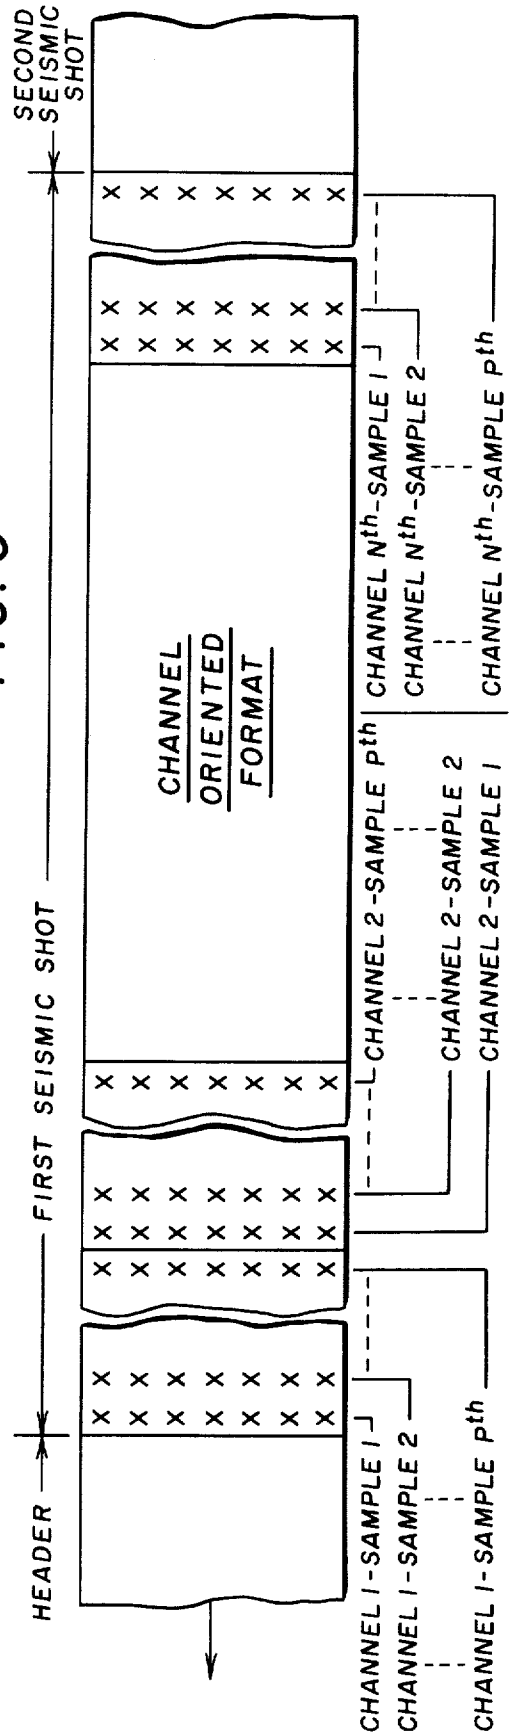 HEADER
FIRST SEISMIC SHOT
SECOND
SEISMIC
SHOT
X X X X X X X X X
X X X X X X X X X
X X X X X X X X X
X X X X X X X X X
X X X X X X X X X
X X X X X X X X X
X X X X X X X X X
CHANNEL
ORIENTED
FORMAT
CHANNEL 1-SAMPLE 1
CHANNEL 1-SAMPLE 2
CHANNEL 1-SAMPLE Pth
CHANNEL 2-SAMPLE Pth
CHANNEL 2-SAMPLE 2
CHANNEL 2-SAMPLE 1
CHANNEL Nth-SAMPLE 1
CHANNEL Nth-SAMPLE 2
CHANNEL Nth-SAMPLE Pth